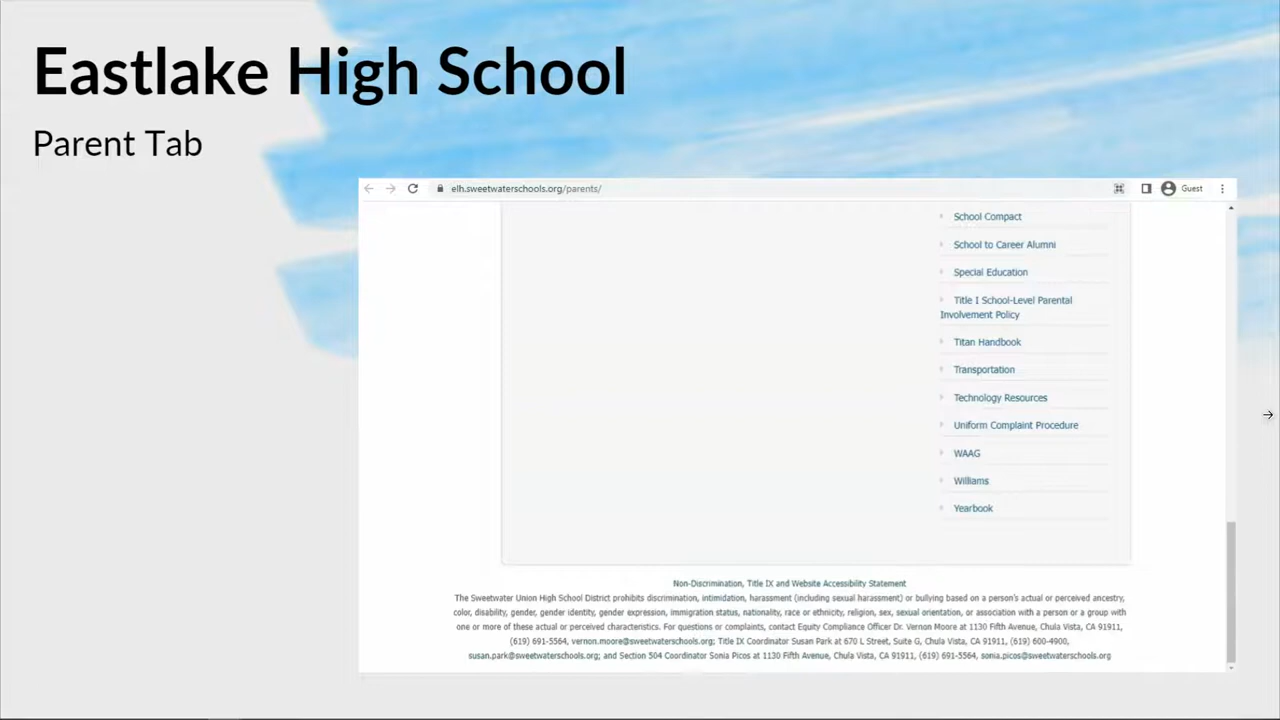 Eastlake High School
Parent Tab
elh.sweetwaterschools.org/parents/
Guest
School Compact
School to Career Alumni
Special Education
Title I School-Level Parental
Involvement Policy
Titan Handbook
Transportation
Technology Resources
Uniform Complaint Procedure
WAAG
Williams
Yearbook
Non-Discrimination, Title IX and Website Accessibility Statement
The Sweetwater Union High School District prohibits discrimination, intimidation, harassment (including sexual harassment) or bullying based on a person's actual or perceived ancestry,
color, disability, gender, gender identity, gender expression, immigration status, nationality, race or ethnicity, religion, sex, sexual orientation, or association with a person or a group with
one or more of these actual or perceived characteristics. For questions or complaints, contact Equity Compliance Officer Dr. Vernon Moore at 1130 Fifth Avenue, Chula Vista, CA 91911,
(619) 691-5564, vernon.moore@sweetwaterschools.org; Title IX Coordinator Susan Park at 670 L Street, Suite G, Chula Vista, CA 91911, (619) 600-4900,
susan.park@sweetwaterschools.org; and Section 504 Coordinator Sonia Picos at 1130 Fifth Avenue, Chula Vista, CA 91911, (619) 691-5564, sonia.picos@sweetwaterschools.org